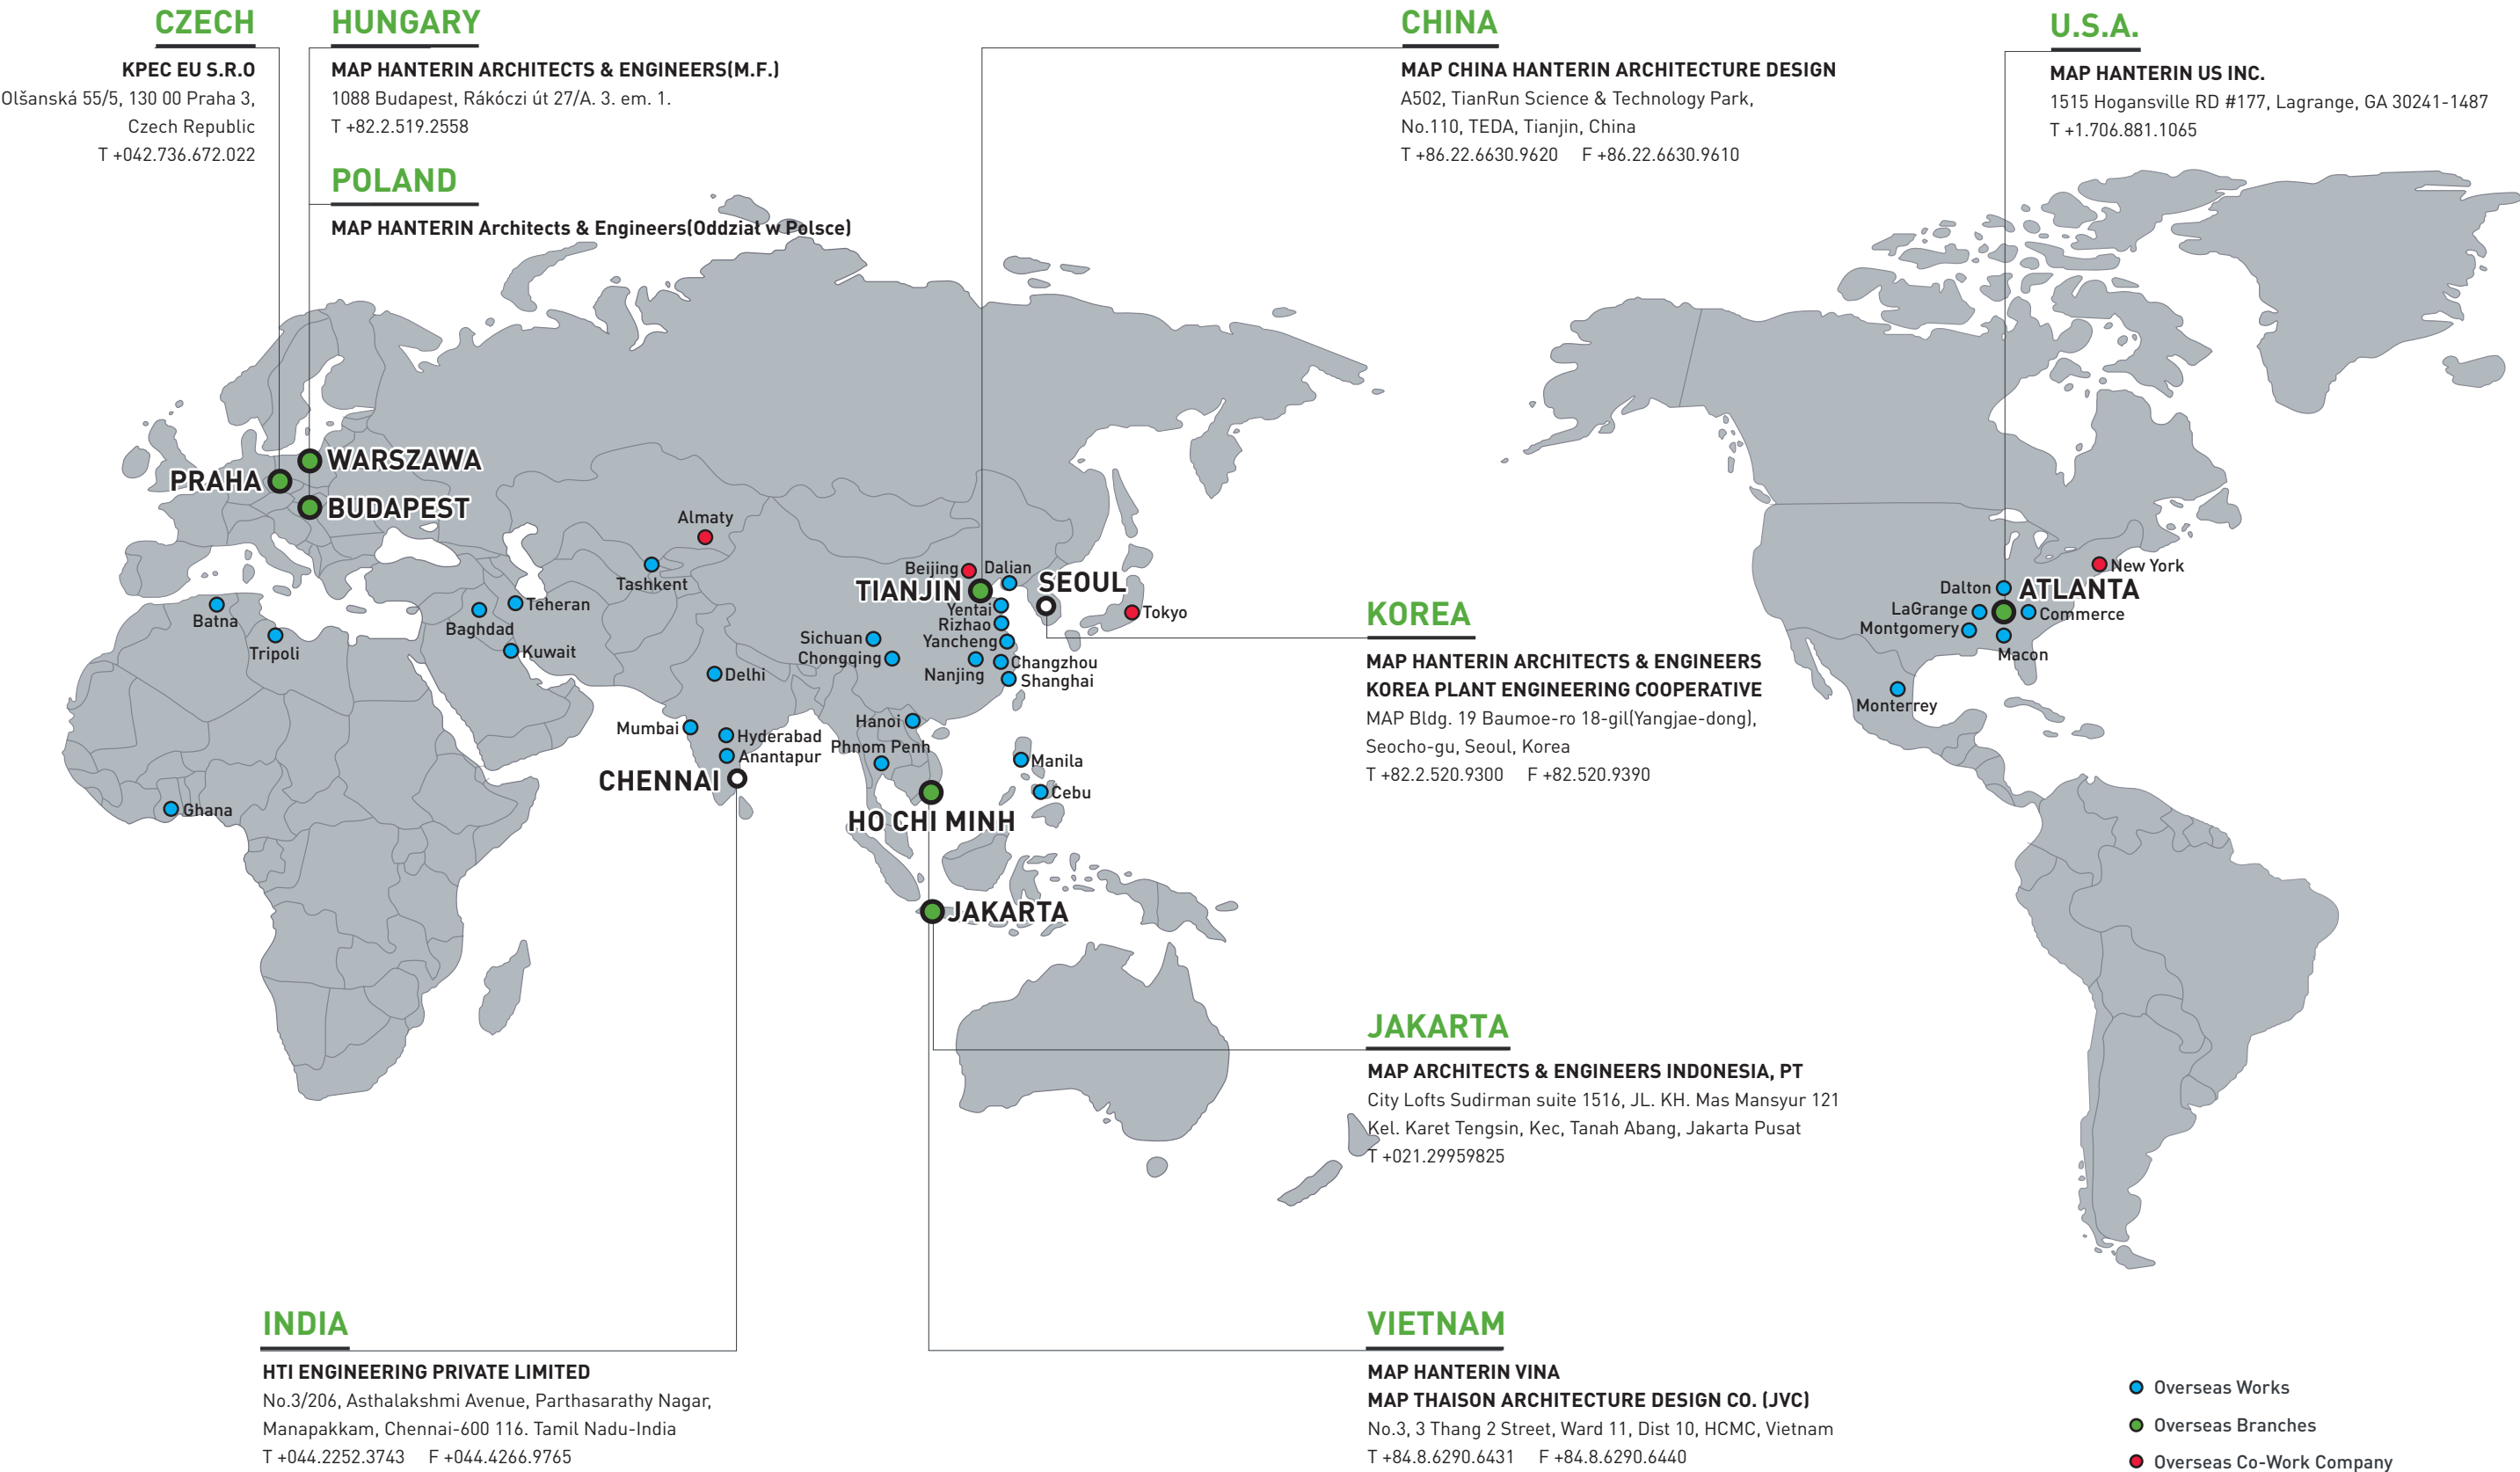 CZECH
KPEC EU S.R.O
Olšanská 55/5, 130 00 Praha 3,
Czech Republic
T +042.736.672.022
HUNGARY
MAP HANTERIN ARCHITECTS & ENGINEERS(M.F.)
1088 Budapest, Rákóczi út 27/A. 3. em. 1.
T +82.2.519.2558
POLAND
MAP HANTERIN Architects & Engineers(Oddział w Polsce)
CHINA
MAP CHINA HANTERIN ARCHITECTURE DESIGN
A502, TianRun Science & Technology Park,
No.110, TEDA, Tianjin, China
T +86.22.6630.9620 F +86.22.6630.9610
U.S.A.
MAP HANTERIN US INC.
1515 Hogansville RD #177, Lagrange, GA 30241-1487
T +1.706.881.1065
WARSZAWA
PRAHA
BUDAPEST
Almaty
Tashkent
Batna
Tripoli
Teheran
Baghdad
Kuwait
Ghana
Beijing
Dalian
TIANJIN
SEOUL
Tokyo
Yentai
Rizhao
Yancheng
Sichuan
Chongqing
Nanjing
Changzhou
Shanghai
Delhi
Mumbai
Hyderabad
Anantapur
CHENNAI
Hanoi
Phnom Penh
Manila
Cebu
HO CHI MINH
JAKARTA
New York
Dalton
ATLANTA
LaGrange
Commerce
Montgomery
Macon
Monterrey
KOREA
MAP HANTERIN ARCHITECTS & ENGINEERS
KOREA PLANT ENGINEERING COOPERATIVE
MAP Bldg. 19 Baumoe-ro 18-gil(Yangjae-dong),
Seocho-gu, Seoul, Korea
T +82.2.520.9300 F +82.520.9390
JAKARTA
MAP ARCHITECTS & ENGINEERS INDONESIA, PT
City Lofts Sudirman suite 1516, JL. KH. Mas Mansyur 121
Kel. Karet Tengsin, Kec, Tanah Abang, Jakarta Pusat
T +021.29959825
INDIA
HTI ENGINEERING PRIVATE LIMITED
No.3/206, Asthalakshmi Avenue, Parthasarathy Nagar,
Manapakkam, Chennai-600 116. Tamil Nadu-India
T +044.2252.3743 F +044.4266.9765
VIETNAM
MAP HANTERIN VINA
MAP THAISON ARCHITECTURE DESIGN CO. (JVC)
No.3, 3 Thang 2 Street, Ward 11, Dist 10, HCMC, Vietnam
T +84.8.6290.6431 F +84.8.6290.6440
Overseas Works
Overseas Branches
Overseas Co-Work Company